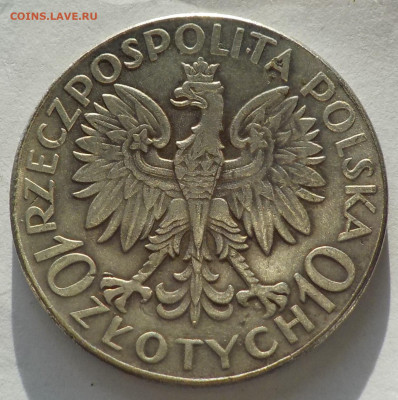 COINS.LAVE.RU
RZECZPOSPOLITA POLSKA
10 ZŁOTYCH 10